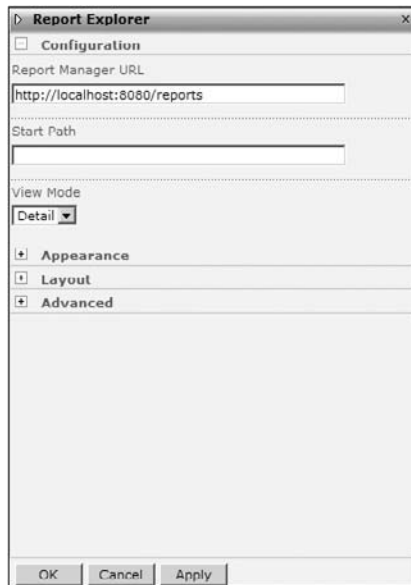 Report Explorer
Configuration
Report Manager URL
http://localhost:8080/reports
Start Path
View Mode
Detail
Appearance
Layout
Advanced
OK Cancel Apply